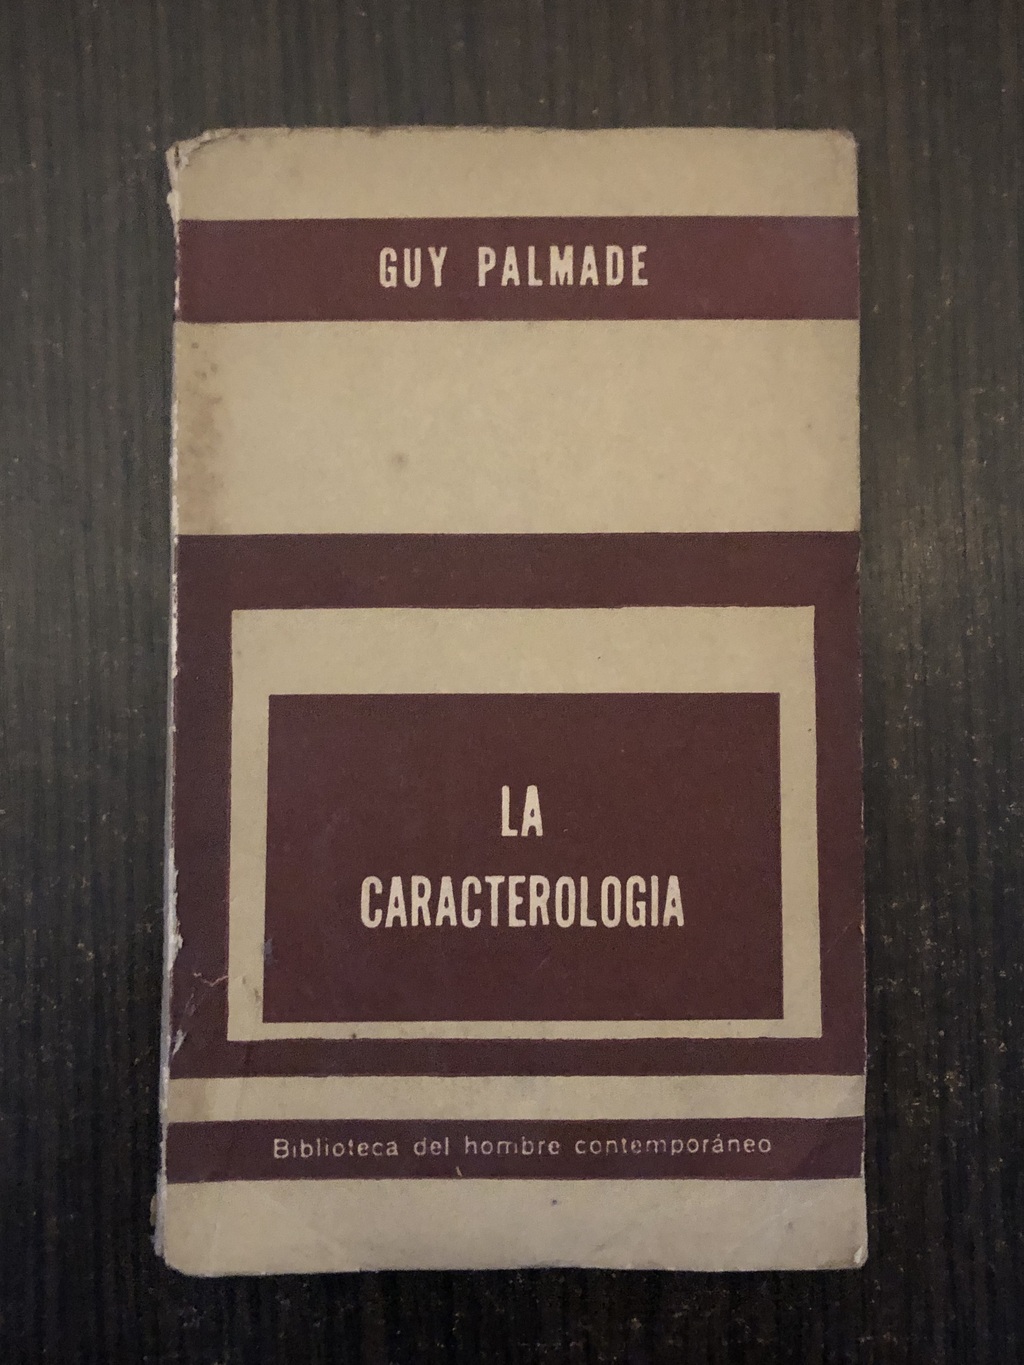 GUY PALMADE
LA
CARACTEROLOGIA
Biblioteca del hombre contemporáneo